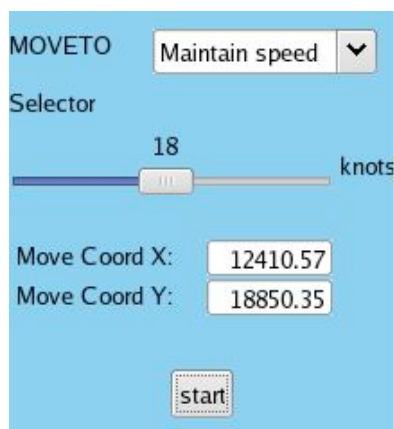 MOVETO Maintain speed
Selector
18
knots
Move Coord X: 12410.57
Move Coord Y: 18850.35
start